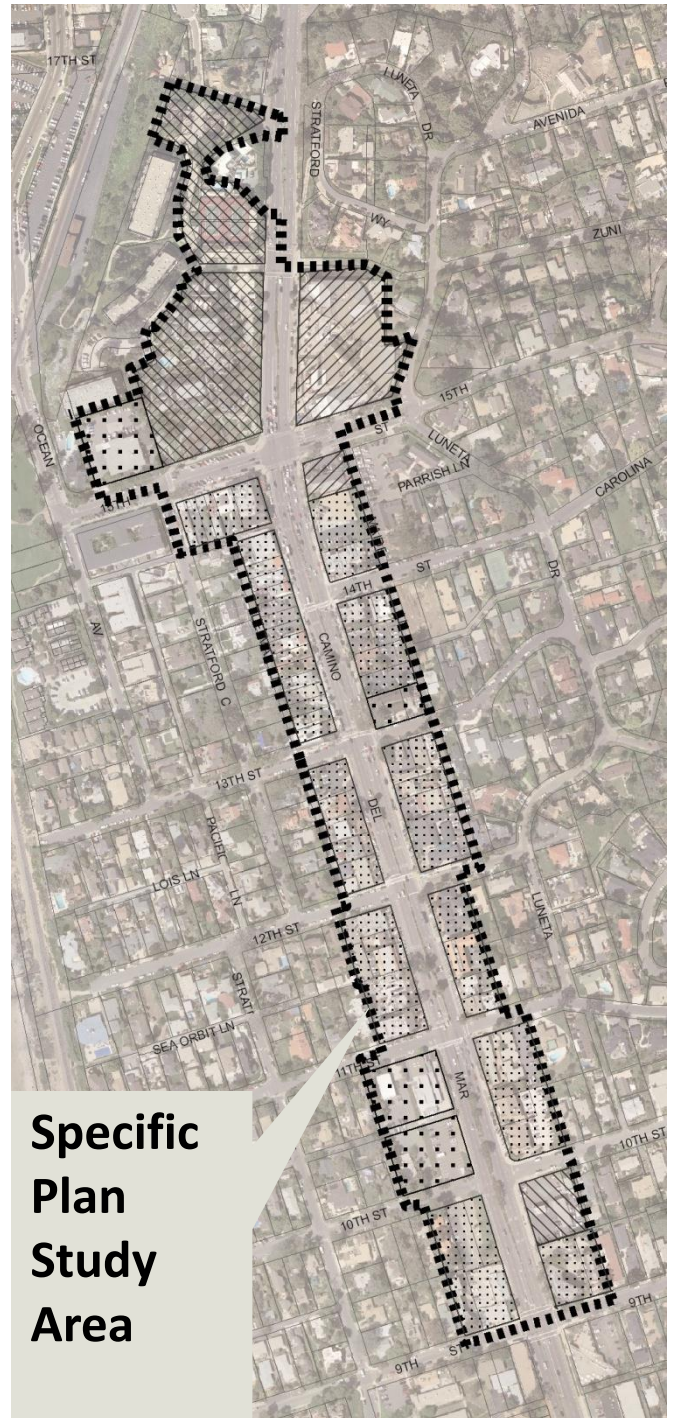 17TH ST
LUNETA
DR
AVENIDA
STRATFORD
WY
ZUNI
15TH
ST
LUNETA
PARRISH LN
CAROLINA
OCEAN
15TH
ST
14TH
DR
AV
STRATFORD C
CAMINO
13TH ST
DEL
PACIFIC
LN
LOIS LN
LUNETA
12TH ST
STRAT
SEA ORBIT LN
11TH ST
MAR
10TH ST
10TH ST
9TH
ST
9TH
Specific
Plan
Study
Area